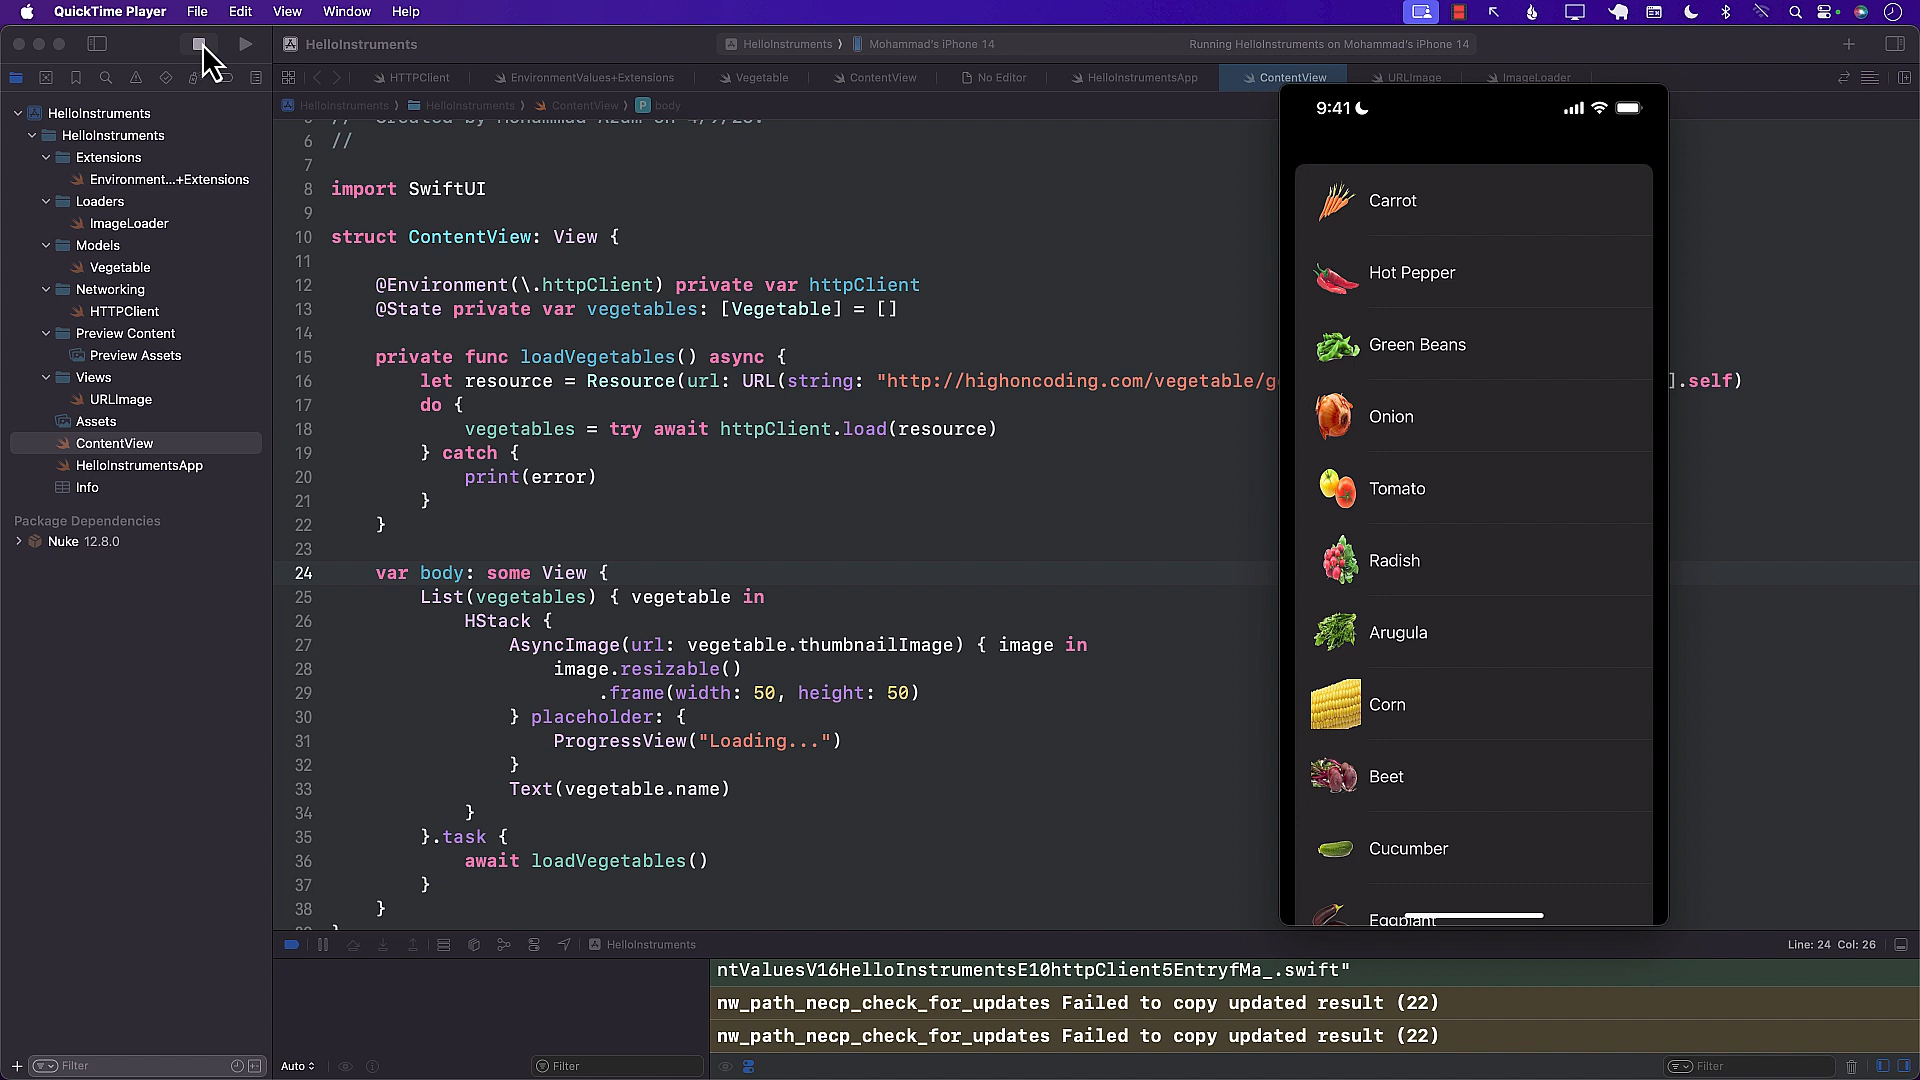 QuickTime Player File Edit View Window Help
HelloInstruments
HelloInstruments 〉 Mohammad's iPhone 14
Running HelloInstruments on Mohammad's iPhone 14
HTTPClient
EnvironmentValues+Extensions
Vegetable
ContentView
No Editor
HelloInstrumentsApp
ContentView
URLImage
ImageLoader
HelloInstruments 〉 HelloInstruments 〉 ContentView 〉 P body
HelloInstruments
HelloInstruments
Extensions
Environment...+Extensions
Loaders
ImageLoader
Models
Vegetable
Networking
HTTPClient
Preview Content
Preview Assets
Views
URLImage
Assets
ContentView
HelloInstrumentsApp
Info
Package Dependencies
Nuke 12.8.0
Filter
6 //
7
8 import SwiftUI
9
10 struct ContentView: View {
11
12 @Environment(\.httpClient) private var httpClient
13 @State private var vegetables: [Vegetable] = []
14
15 private func loadVegetables() async {
16 let resource = Resource(url: URL(string: "http://highoncoding.com/vegetable/g ].self)
17 do {
18 vegetables = try await httpClient.load(resource)
19 } catch {
20 print(error)
21 }
22 }
23
24 var body: some View {
25 List(vegetables) { vegetable in
26 HStack {
27 AsyncImage(url: vegetable.thumbnailImage) { image in
28 image.resizable()
29 .frame(width: 50, height: 50)
30 } placeholder: {
31 ProgressView("Loading...")
32 }
33 Text(vegetable.name)
34 }
35 }.task {
36 await loadVegetables()
37 }
38 }
9:41
Carrot
Hot Pepper
Green Beans
Onion
Tomato
Radish
Arugula
Corn
Beet
Cucumber
Eggplant
HelloInstruments
Line: 24 Col: 26
ntValuesV16HelloInstrumentsE10httpClient5EntryfMa_.swift"
nw_path_necp_check_for_updates Failed to copy updated result (22)
nw_path_necp_check_for_updates Failed to copy updated result (22)
Auto
Filter
Filter